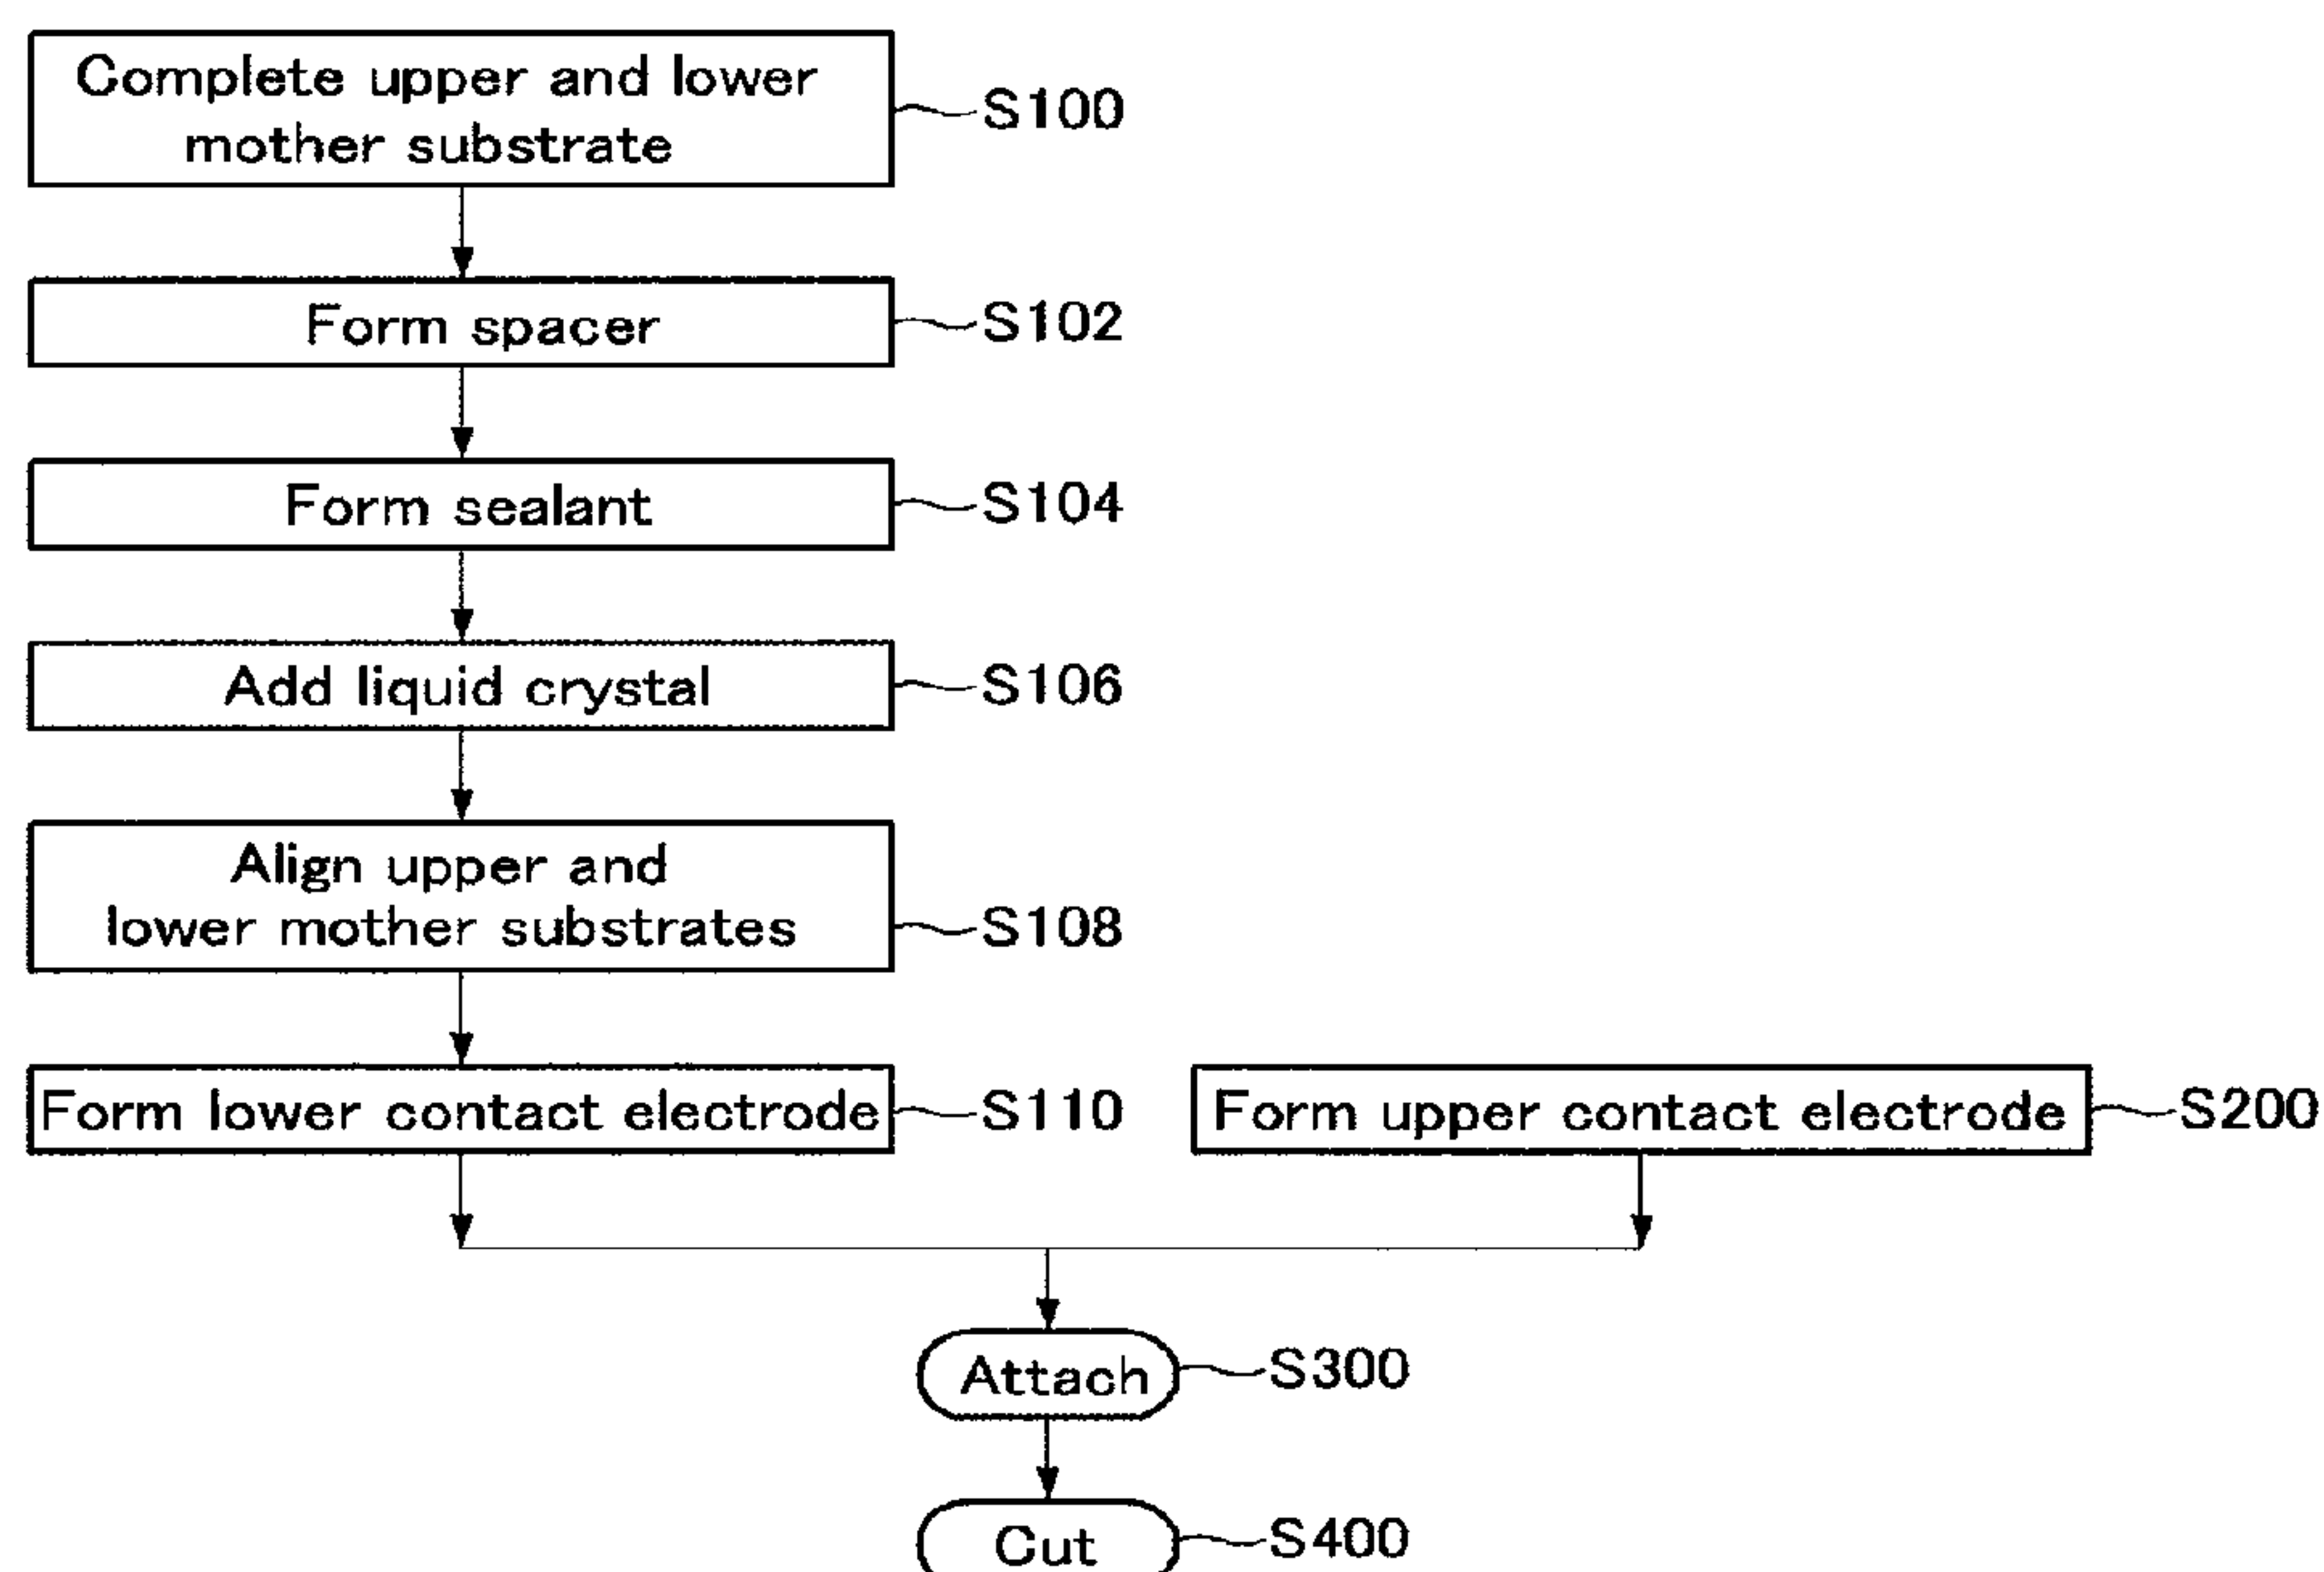 Complete upper and lower
mother substrate
S100
Form spacer
S102
Form sealant
S104
Add liquid crystal
S106
Align upper and
lower mother substrates
S108
Form lower contact electrode
S110
Form upper contact electrode
S200
Attach
S300
Cut
S400